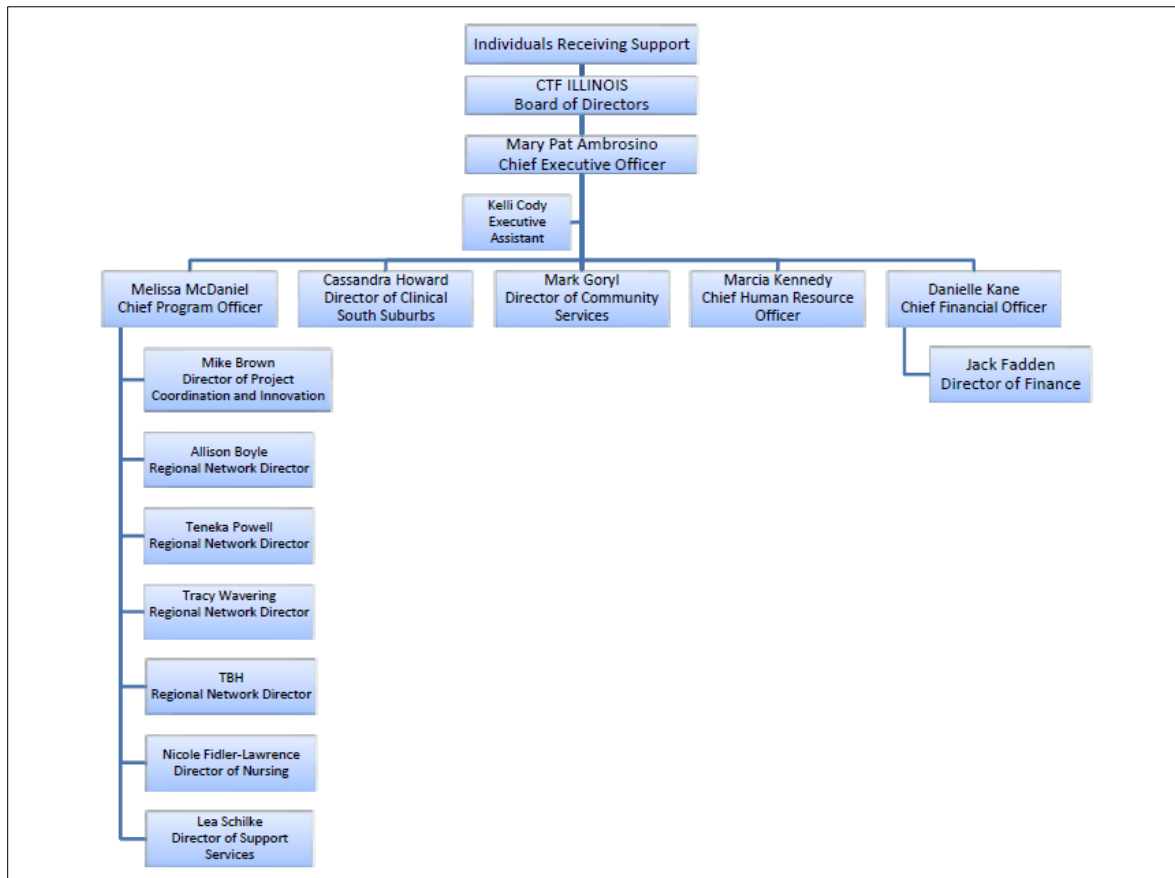 Individuals Receiving Support
CTF ILLINOIS
Board of Directors
Mary Pat Ambrosino
Chief Executive Officer
Kelli Cody
Executive
Assistant
Melissa McDaniel
Chief Program Officer
Cassandra Howard
Director of Clinical
South Suburbs
Mark Goryl
Director of Community
Services
Marcia Kennedy
Chief Human Resource
Officer
Danielle Kane
Chief Financial Officer
Mike Brown
Director of Project
Coordination and Innovation
Jack Fadden
Director of Finance
Allison Boyle
Regional Network Director
Teneka Powell
Regional Network Director
Tracy Wavering
Regional Network Director
TBH
Regional Network Director
Nicole Fidler-Lawrence
Director of Nursing
Lea Schilke
Director of Support
Services